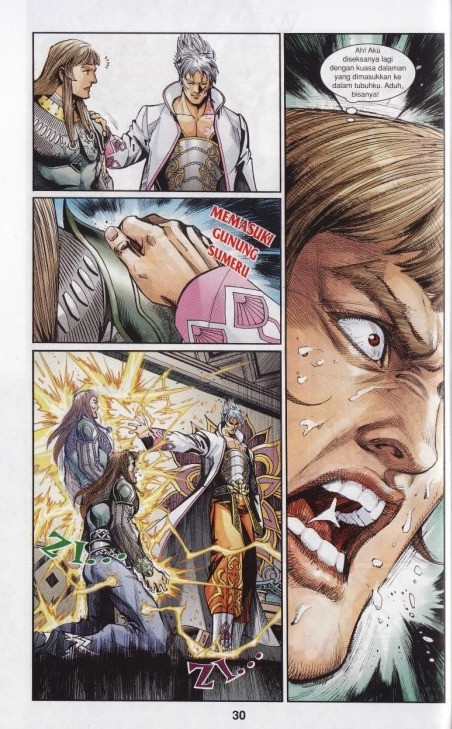 MEMASUKI
GUNUNG
SUMERU
ZI...
ZI...
Ah! Aku
diseksanya lagi
dengan kuasa dalaman
yang dimasukkan ke
dalam tubuhku. Aduh,
bisanya!
30